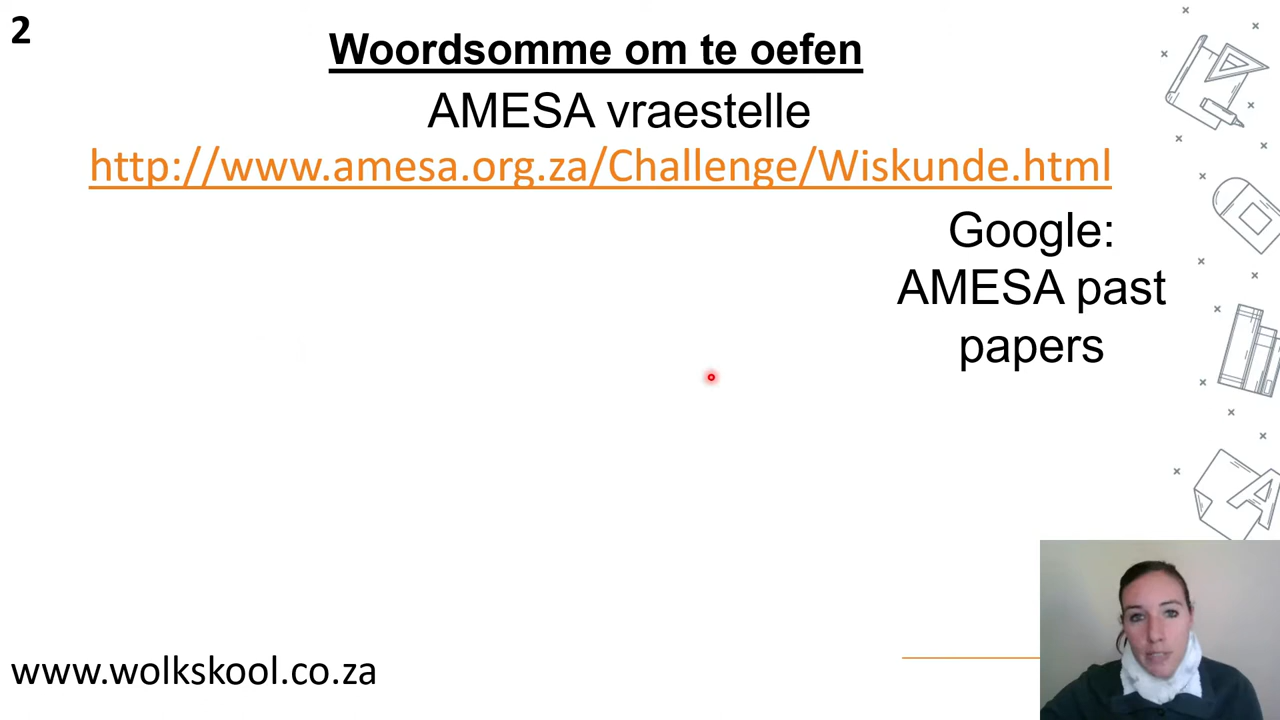 2
Woordsomme om te oefen
AMESA vraestelle
http://www.amesa.org.za/Challenge/Wiskunde.html
Google:
AMESA past
papers
www.wolkskool.co.za